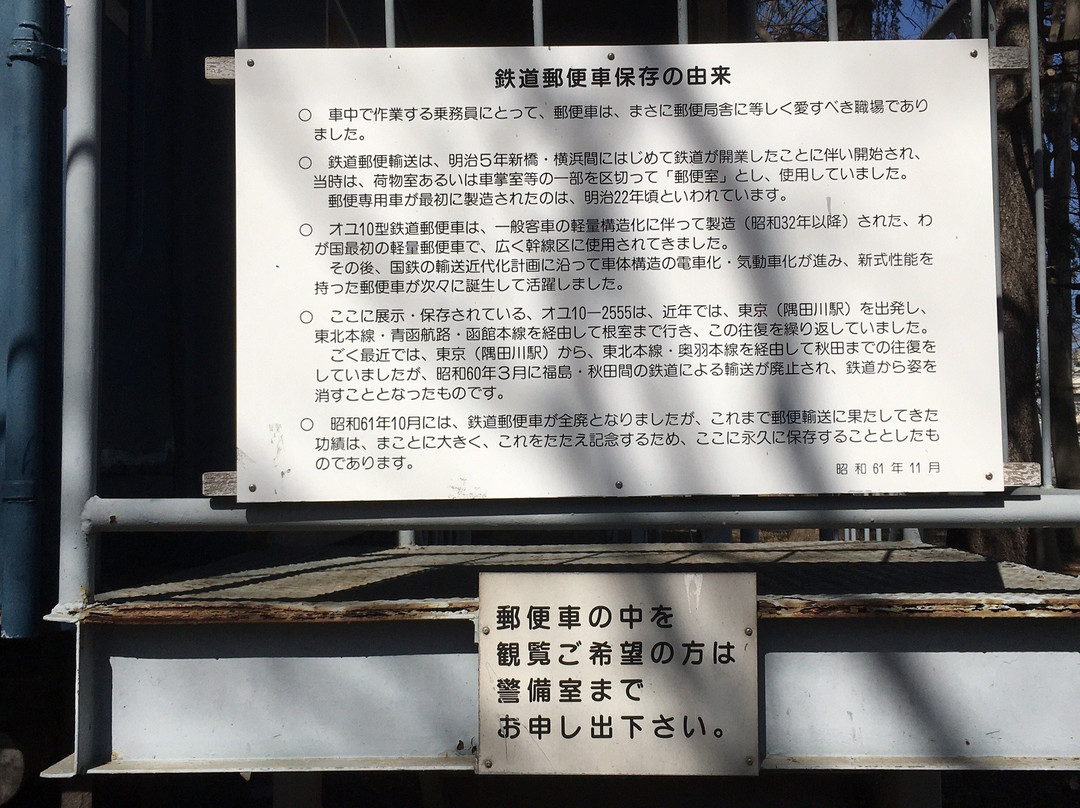 鉄道郵便車保存の由来
○ 車中で作業する乗務員にとって、郵便車は、まさに郵便局舎に等しく愛すべき職場であり
ました。
○ 鉄道郵便輸送は、明治5年新橋・横浜間にはじめて鉄道が開業したことに伴い開始され、
当時は、荷物室あるいは車掌室等の一部を区切って「郵便室」とし、使用していました。
郵便専用車が最初に製造されたのは、明治22年頃といわれています。
○ オユ10型鉄道郵便車は、一般客車の軽量構造化に伴って製造（昭和32年以降）された、わ
が国最初の軽量郵便車で、広く幹線区に使用されてきました。
その後、国鉄の輸送近代化計画に沿って車体構造の電車化・気動車化が進み、新式性能を
持った郵便車が次々に誕生して活躍しました。
○ ここに展示・保存されている、オユ10―2555は、近年では、東京（隅田川駅）を出発し、
東北本線・青函航路・函館本線を経由して根室まで行き、この往復を繰り返していました。
ごく最近では、東京（隅田川駅）から、東北本線・奥羽本線を経由して秋田までの往復を
していましたが、昭和60年3月に福島・秋田間の鉄道による輸送が廃止され、鉄道から姿を
消すこととなったものです。
○ 昭和61年10月には、鉄道郵便車が全廃となりましたが、これまで郵便輸送に果たしてきた
功績は、まことに大きく、これをたたえ記念するため、ここに永久に保存することとしたも
のであります。
昭和61年11月
郵便車の中を
観覧ご希望の方は
警備室まで
お申し出下さい。